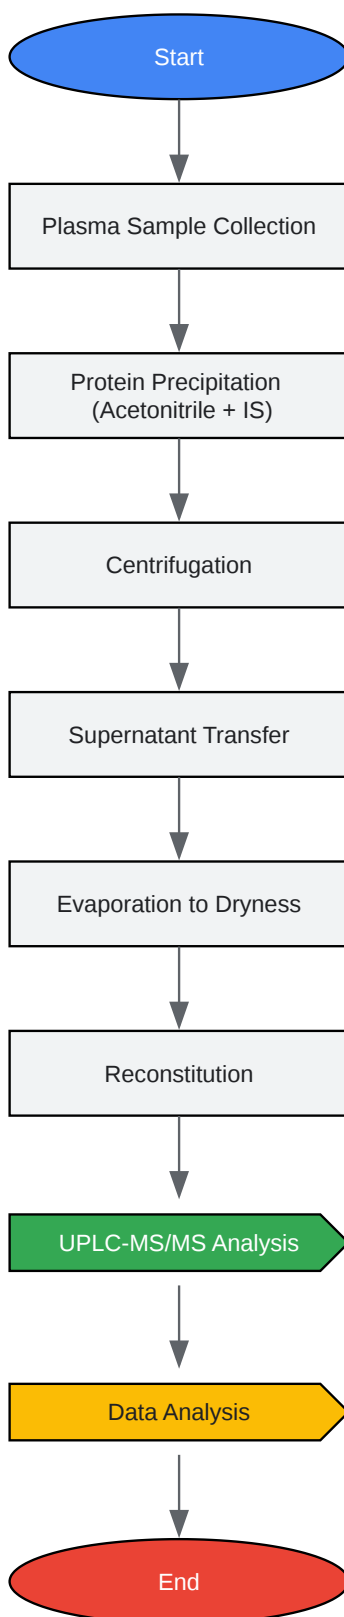 Start
Plasma Sample Collection
Protein Precipitation
(Acetonitrile + IS)
Centrifugation
Supernatant Transfer
Evaporation to Dryness
Reconstitution
UPLC-MS/MS Analysis
Data Analysis
End